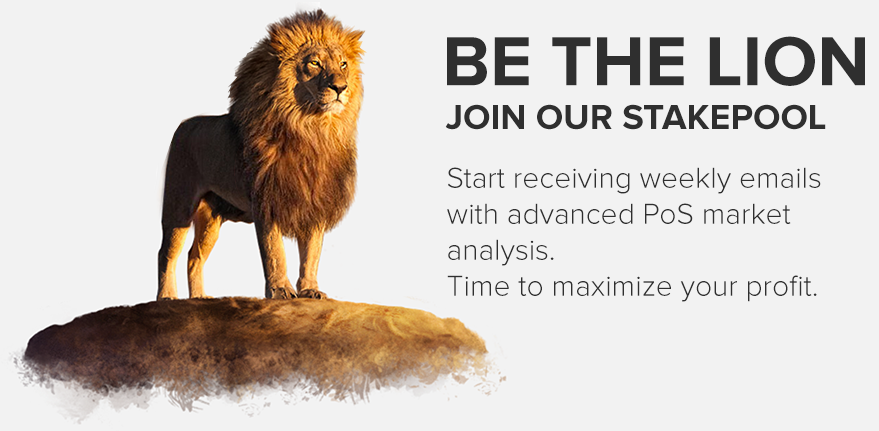 BE THE LION
JOIN OUR STAKEPOOL
Start receiving weekly emails
with advanced PoS market
analysis.
Time to maximize your profit.